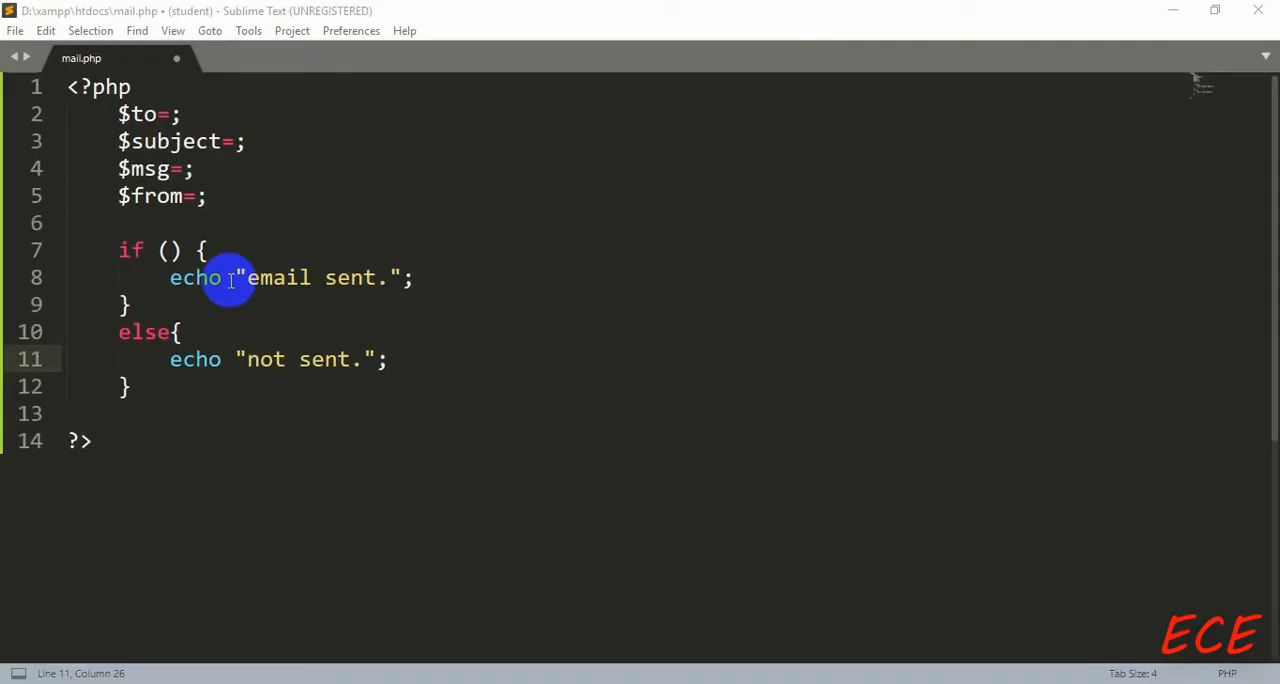 D:\xampp\htdocs\mail.php • (student) - Sublime Text (UNREGISTERED)
File Edit Selection Find View Goto Tools Project Preferences Help
mail.php
1 <?php
2 $to=;
3 $subject=;
4 $msg=;
5 $from=;
6
7 if () {
8 echo "email sent.";
9 }
10 else{
11 echo "not sent.";
12 }
13
14 ?>
ECE
Line 11, Column 26 Tab Size: 4 PHP